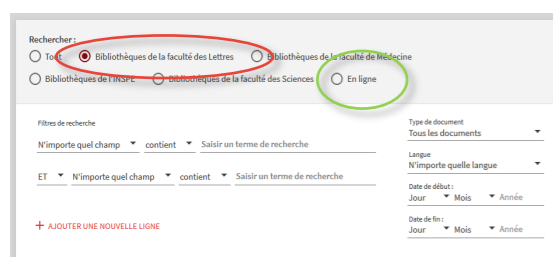 Rechercher :
Tout Bibliothèques de la faculté des Lettres Bibliothèques de la faculté de Médecine
Bibliothèques de l'INSPE Bibliothèques de la faculté des Sciences En ligne
Filtres de recherche
N'importe quel champ contient Saisir un terme de recherche
ET N'importe quel champ contient Saisir un terme de recherche
+ AJOUTER UNE NOUVELLE LIGNE
Type de document
Tous les documents
Langue
N'importe quelle langue
Date de début :
Jour Mois Année
Date de fin :
Jour Mois Année